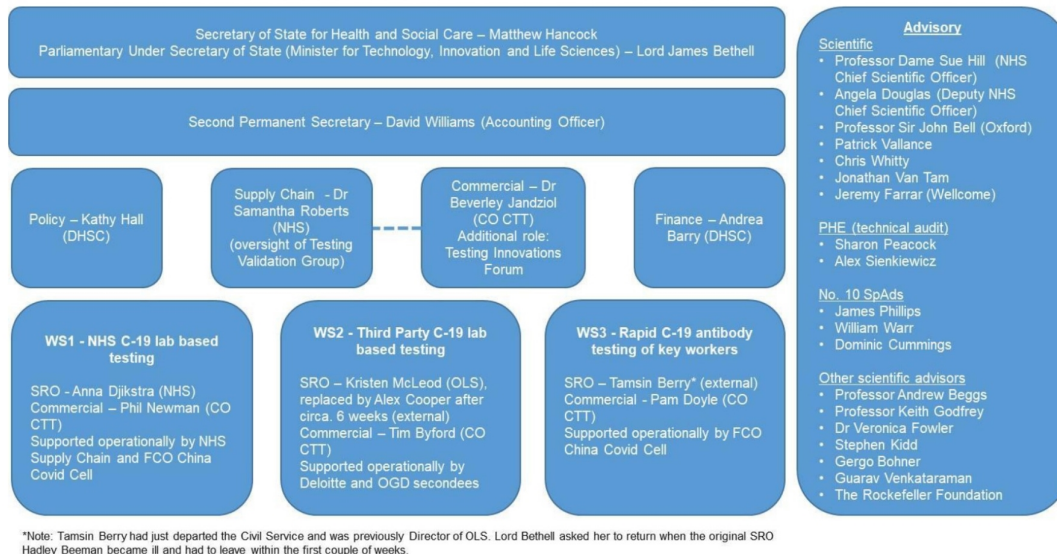 Secretary of State for Health and Social Care – Matthew Hancock
Parliamentary Under Secretary of State (Minister for Technology, Innovation and Life Sciences) – Lord James Bethell
Second Permanent Secretary – David Williams (Accounting Officer)
Policy – Kathy Hall
(DHSC)
Supply Chain - Dr
Samantha Roberts
(NHS)
(oversight of Testing
Validation Group)
Commercial – Dr
Beverley Jandziol
(CO CTT)
Additional role:
Testing Innovations
Forum
Finance – Andrea
Barry (DHSC)
WS1 - NHS C-19 lab based
testing
SRO - Anna Djikstra (NHS)
Commercial – Phil Newman (CO
CTT)
Supported operationally by NHS
Supply Chain and FCO China
Covid Cell
WS2 - Third Party C-19 lab
based testing
SRO – Kristen McLeod (OLS),
replaced by Alex Cooper after
circa. 6 weeks (external)
Commercial – Tim Byford (CO
CTT)
Supported operationally by
Deloitte and OGD secondees
WS3 - Rapid C-19 antibody
testing of key workers
SRO – Tamsin Berry* (external)
Commercial - Pam Doyle (CO
CTT)
Supported operationally by FCO
China Covid Cell
Advisory
Scientific
• Professor Dame Sue Hill (NHS
Chief Scientific Officer)
• Angela Douglas (Deputy NHS
Chief Scientific Officer)
• Professor Sir John Bell (Oxford)
• Patrick Vallance
• Chris Whitty
• Jonathan Van Tam
• Jeremy Farrar (Wellcome)
PHE (technical audit)
• Sharon Peacock
• Alex Sienkiewicz
No. 10 SpAds
• James Phillips
• William Warr
• Dominic Cummings
Other scientific advisors
• Professor Andrew Beggs
• Professor Keith Godfrey
• Dr Veronica Fowler
• Stephen Kidd
• Gergo Bohner
• Guarav Venkataraman
• The Rockefeller Foundation
*Note: Tamsin Berry had just departed the Civil Service and was previously Director of OLS. Lord Bethell asked her to return when the original SRO
Hadley Beeman became ill and had to leave within the first couple of weeks.